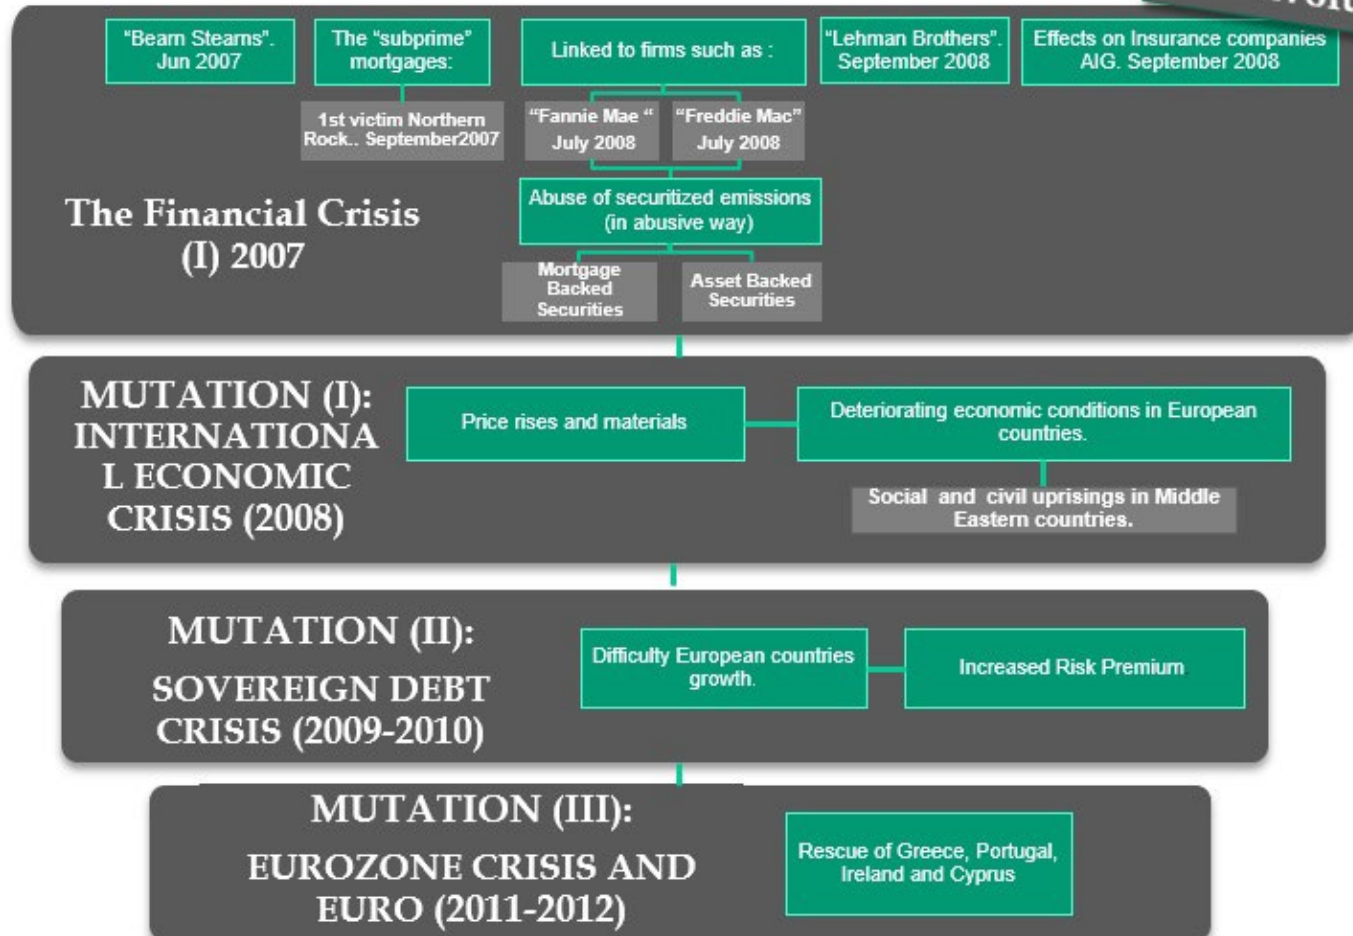 “Bearn Stearns”.
Jun 2007
The “subprime”
mortgages:
Linked to firms such as :
“Lehman Brothers”.
September 2008
Effects on Insurance companies
AIG. September 2008
1st victim Northern
Rock.. September2007
“Fannie Mae “
July 2008
“Freddie Mac”
July 2008
Abuse of securitized emissions
(in abusive way)
The Financial Crisis
(I) 2007
Mortgage
Backed
Securities
Asset Backed
Securities
MUTATION (I):
INTERNATIONA
L ECONOMIC
CRISIS (2008)
Price rises and materials
Deteriorating economic conditions in European
countries.
Social and civil uprisings in Middle
Eastern countries.
MUTATION (II):
SOVEREIGN DEBT
CRISIS (2009-2010)
Difficulty European countries
growth.
Increased Risk Premium
MUTATION (III):
EUROZONE CRISIS AND
EURO (2011-2012)
Rescue of Greece, Portugal,
Ireland and Cyprus